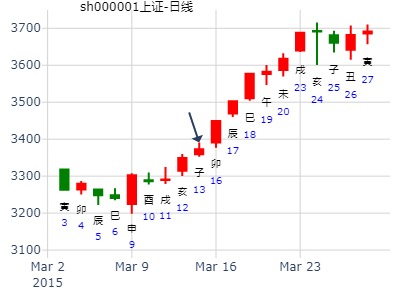 sh000001上证-日线
3700
3600
3500
3400
3300
3200
3100
寅
3
卯
4
辰
5
巳
6
申
9
酉
10
戌
11
亥
12
子
13
卯
16
辰
17
巳
18
午
19
未
20
戌
23
亥
24
子
25
丑
26
寅
27
Mar 2
2015
Mar 9
Mar 16
Mar 23